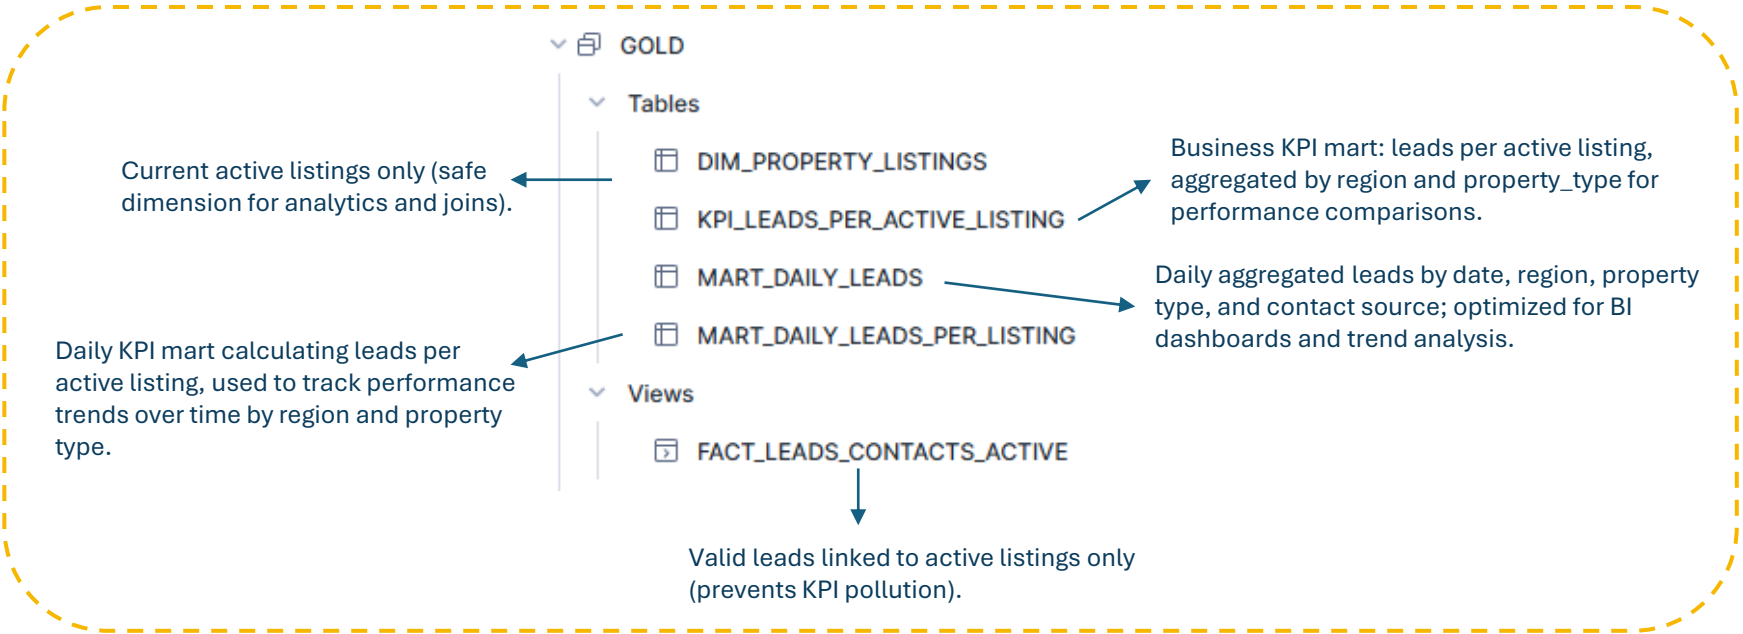 GOLD
Tables
DIM_PROPERTY_LISTINGS
KPI_LEADS_PER_ACTIVE_LISTING
MART_DAILY_LEADS
MART_DAILY_LEADS_PER_LISTING
Views
FACT_LEADS_CONTACTS_ACTIVE
Current active listings only (safe
dimension for analytics and joins).
Business KPI mart: leads per active listing,
aggregated by region and property_type for
performance comparisons.
Daily aggregated leads by date, region, property
type, and contact source; optimized for BI
dashboards and trend analysis.
Daily KPI mart calculating leads per
active listing, used to track performance
trends over time by region and property
type.
Valid leads linked to active listings only
(prevents KPI pollution).